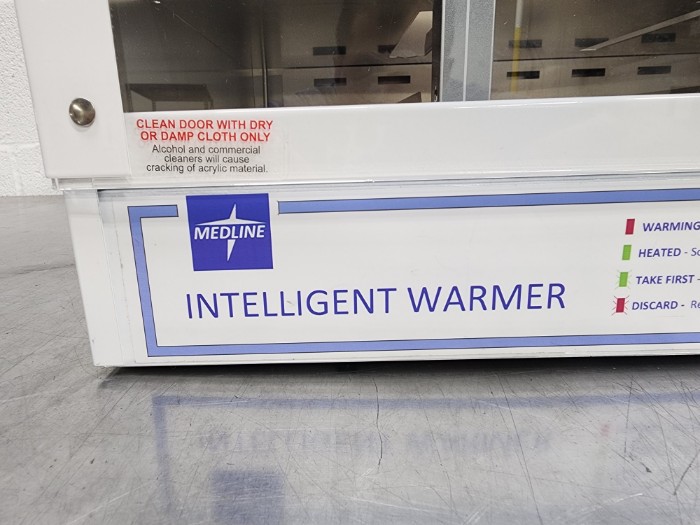 CLEAN DOOR WITH DRY
OR DAMP CLOTH ONLY
Alcohol and commercial
cleaners will cause
cracking of acrylic material.
MEDLINE
INTELLIGENT WARMER
WARMING
HEATED -
TAKE FIRST -
DISCARD -